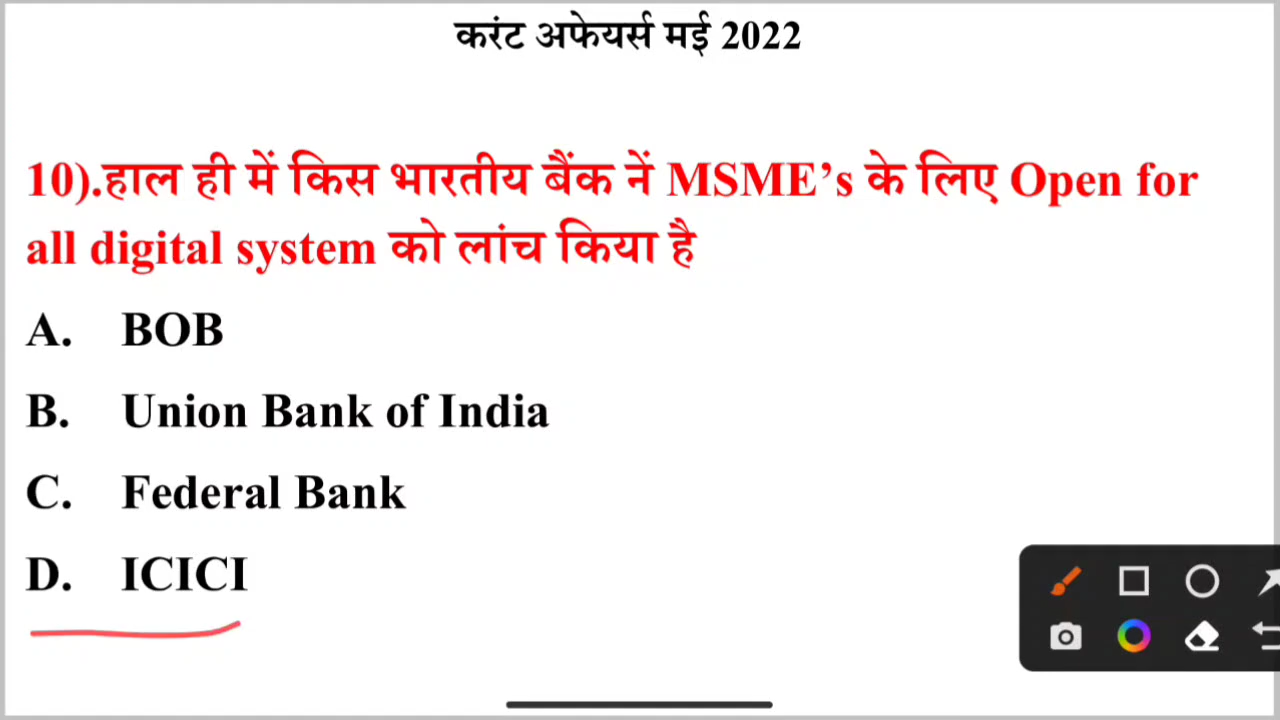 करंट अफेयर्स मई 2022
10).हाल ही में किस भारतीय बैंक नें MSME’s के लिए Open for
all digital system को लांच किया है
A. BOB
B. Union Bank of India
C. Federal Bank
D. ICICI